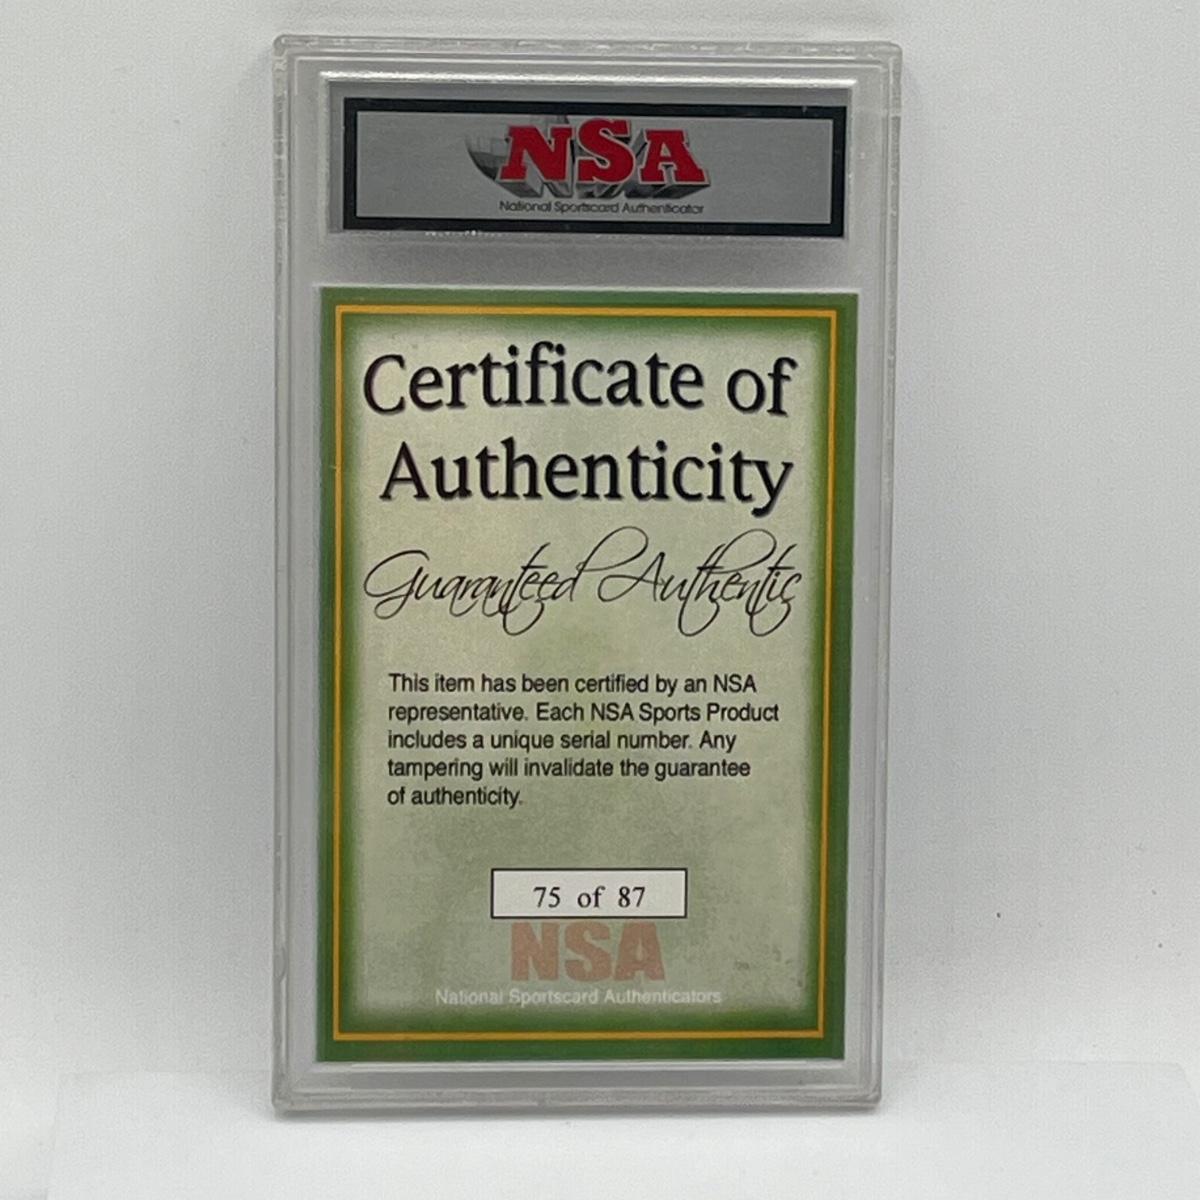 NSA
National Sportscard Authenticator
Certificate of
Authenticity
Guaranteed Authentic
This item has been certified by an NSA
representative. Each NSA Sports Product
includes a unique serial number. Any
tampering will invalidate the guarantee
of authenticity.
75 of 87
NSA
National Sportscard Authenticators